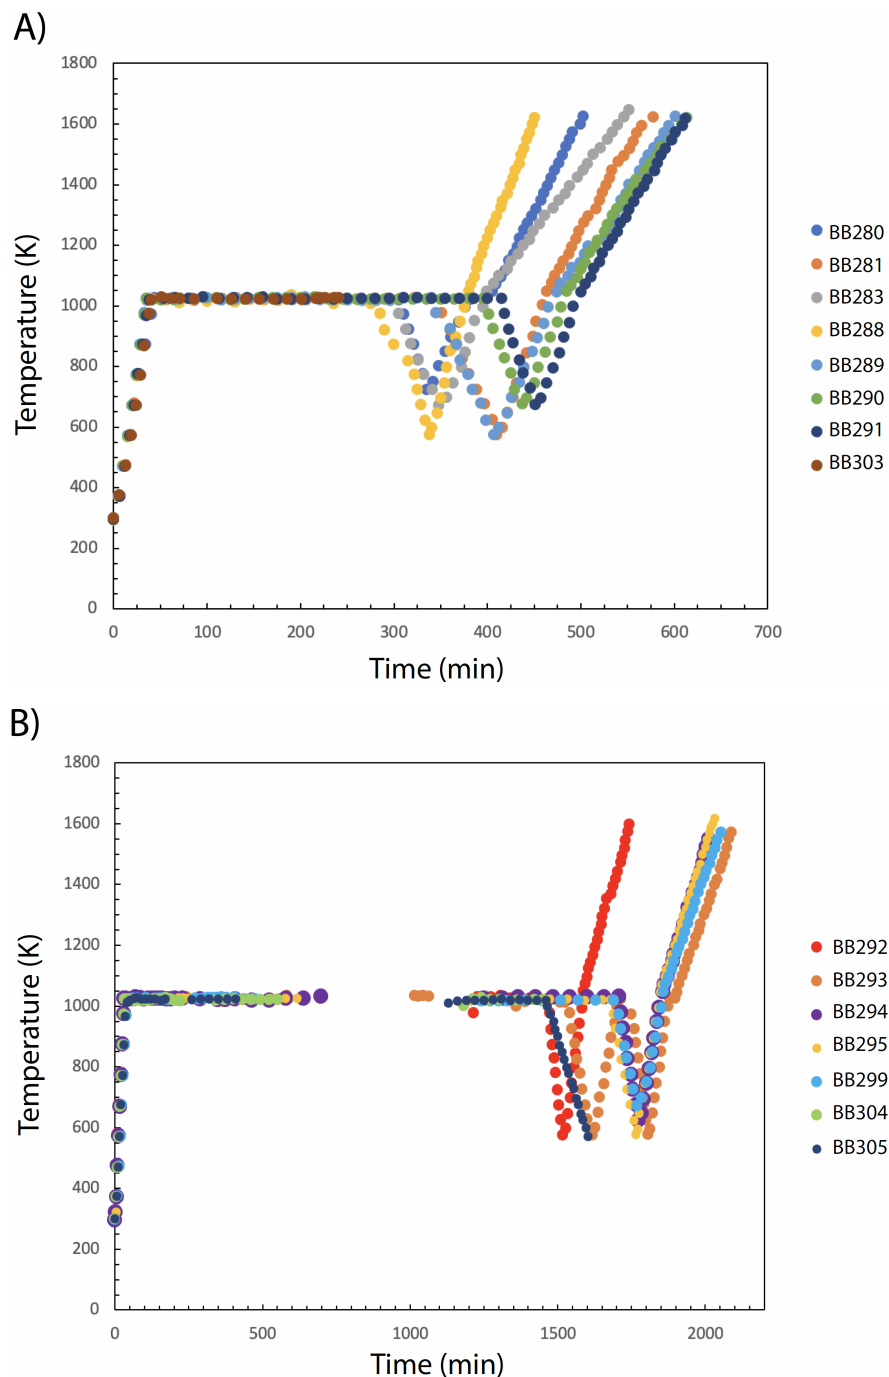 A)
1800
1600
1400
1200
1000
800
600
400
200
0
Temperature (K)
0 100 200 300 400 500 600 700
Time (min)
BB280
BB281
BB283
BB288
BB289
BB290
BB291
BB303
B)
1800
1600
1400
1200
1000
800
600
400
200
0
Temperature (K)
0 500 1000 1500 2000
Time (min)
BB292
BB293
BB294
BB295
BB299
BB304
BB305